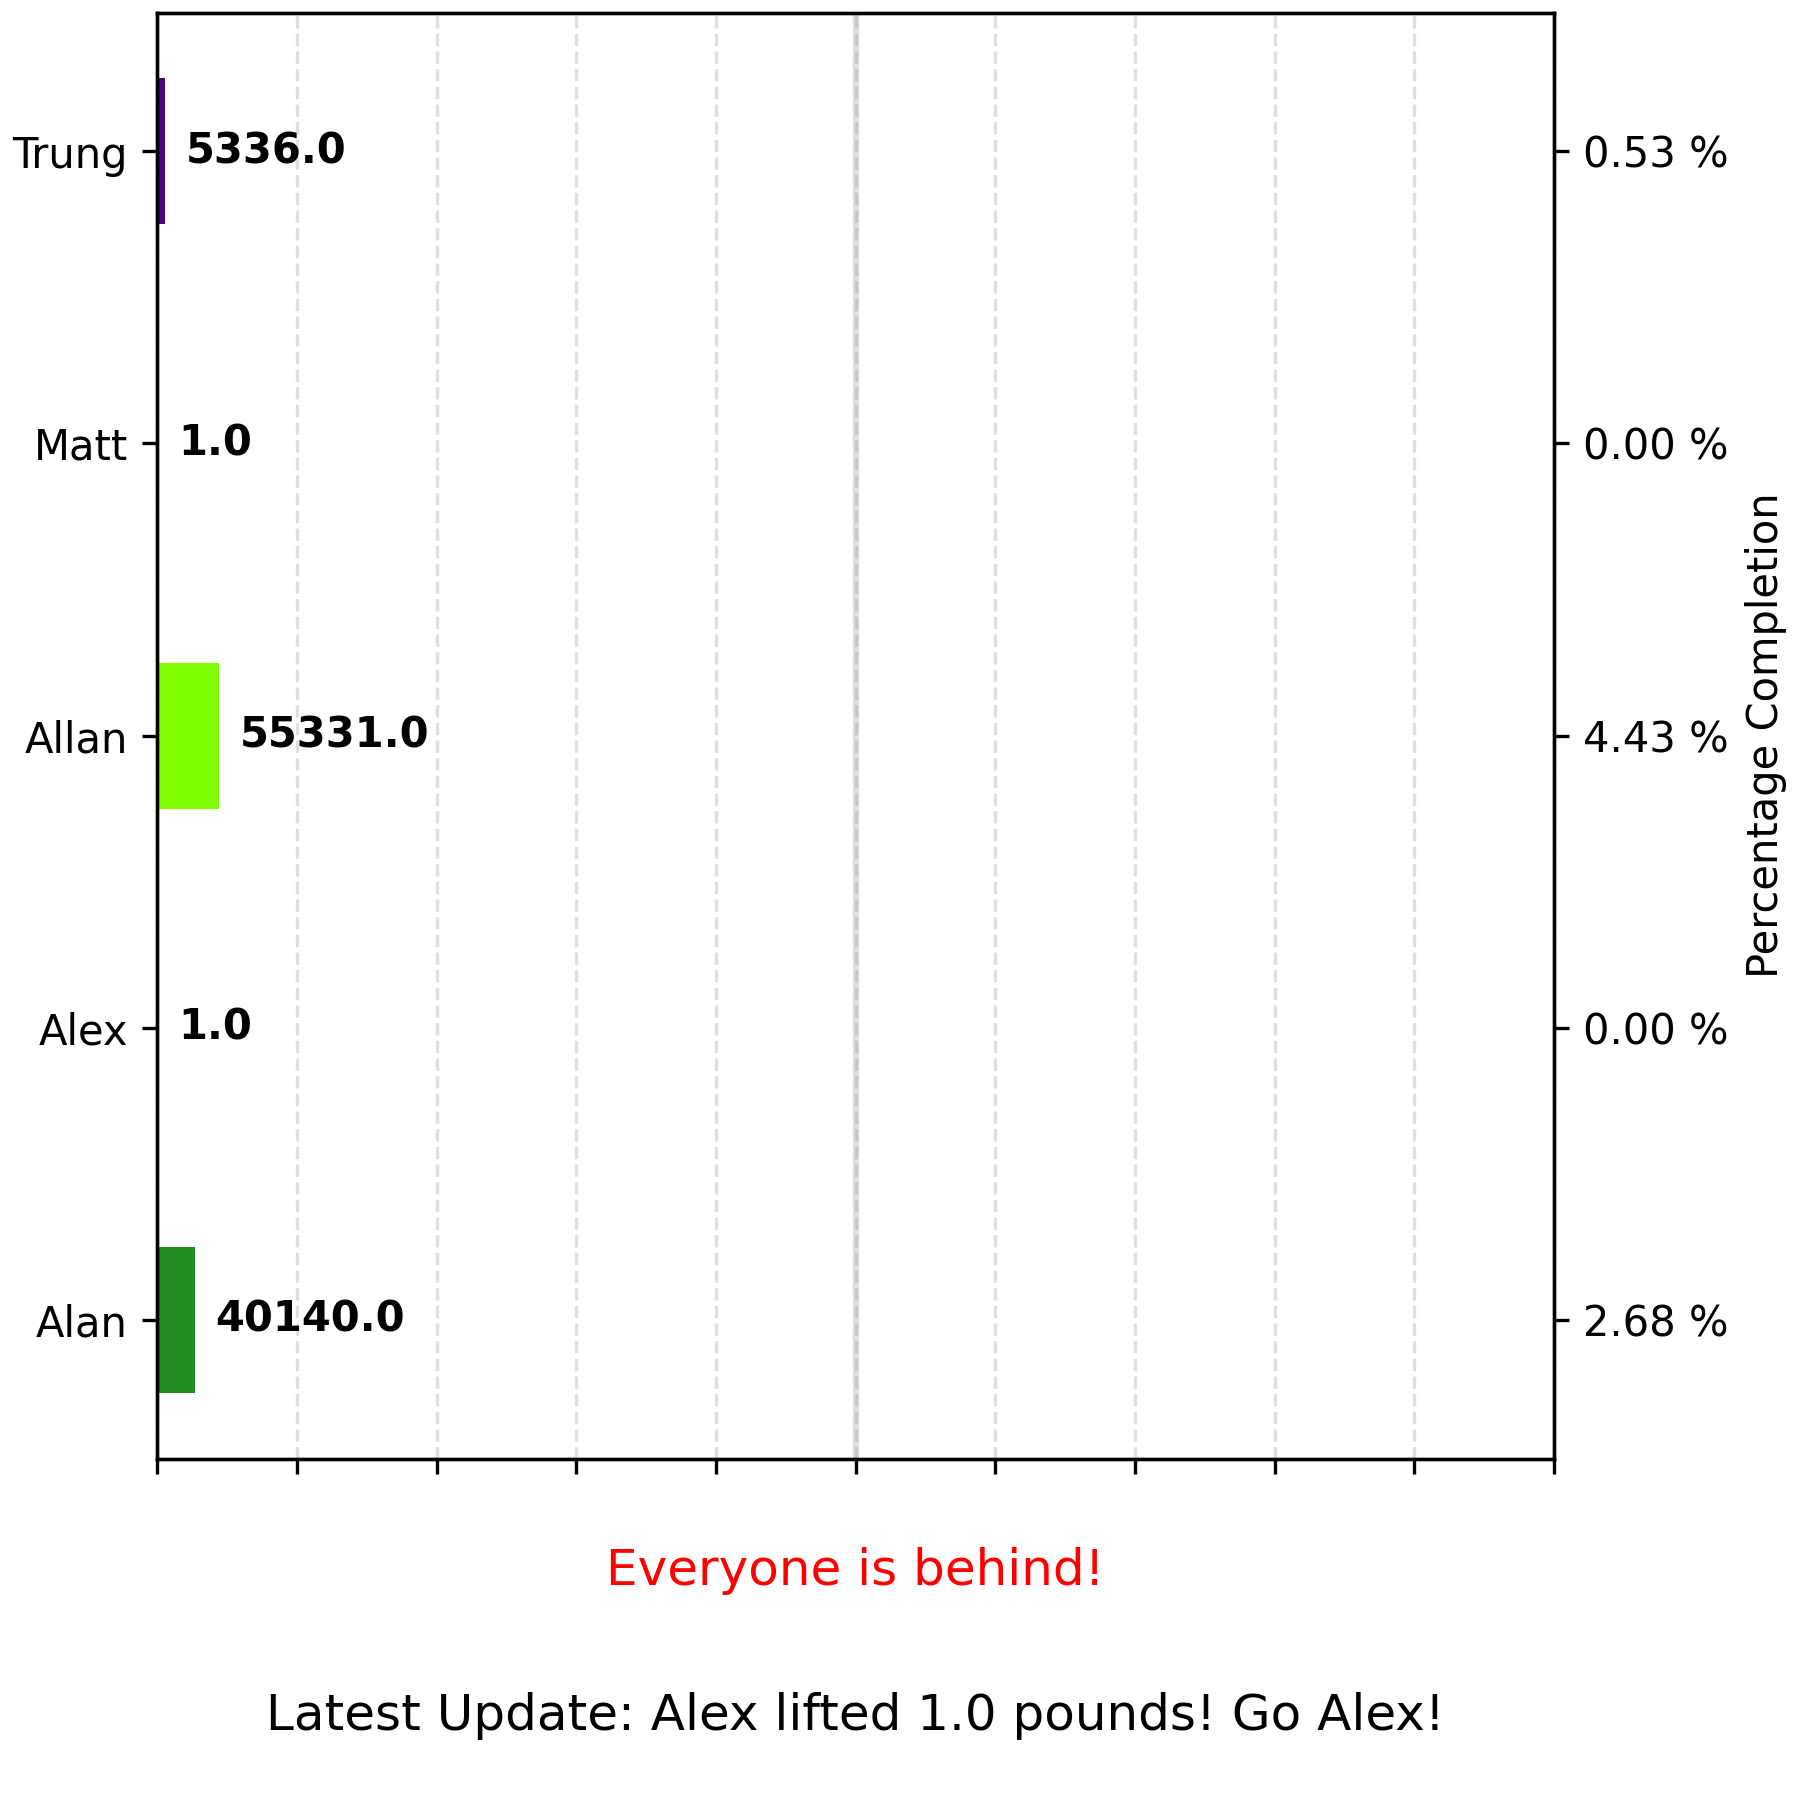 Trung 5336.0 0.53 %
Matt 1.0 0.00 %
Allan 55331.0 4.43 %
Alex 1.0 0.00 %
Alan 40140.0 2.68 %
Percentage Completion
Everyone is behind!
Latest Update: Alex lifted 1.0 pounds! Go Alex!